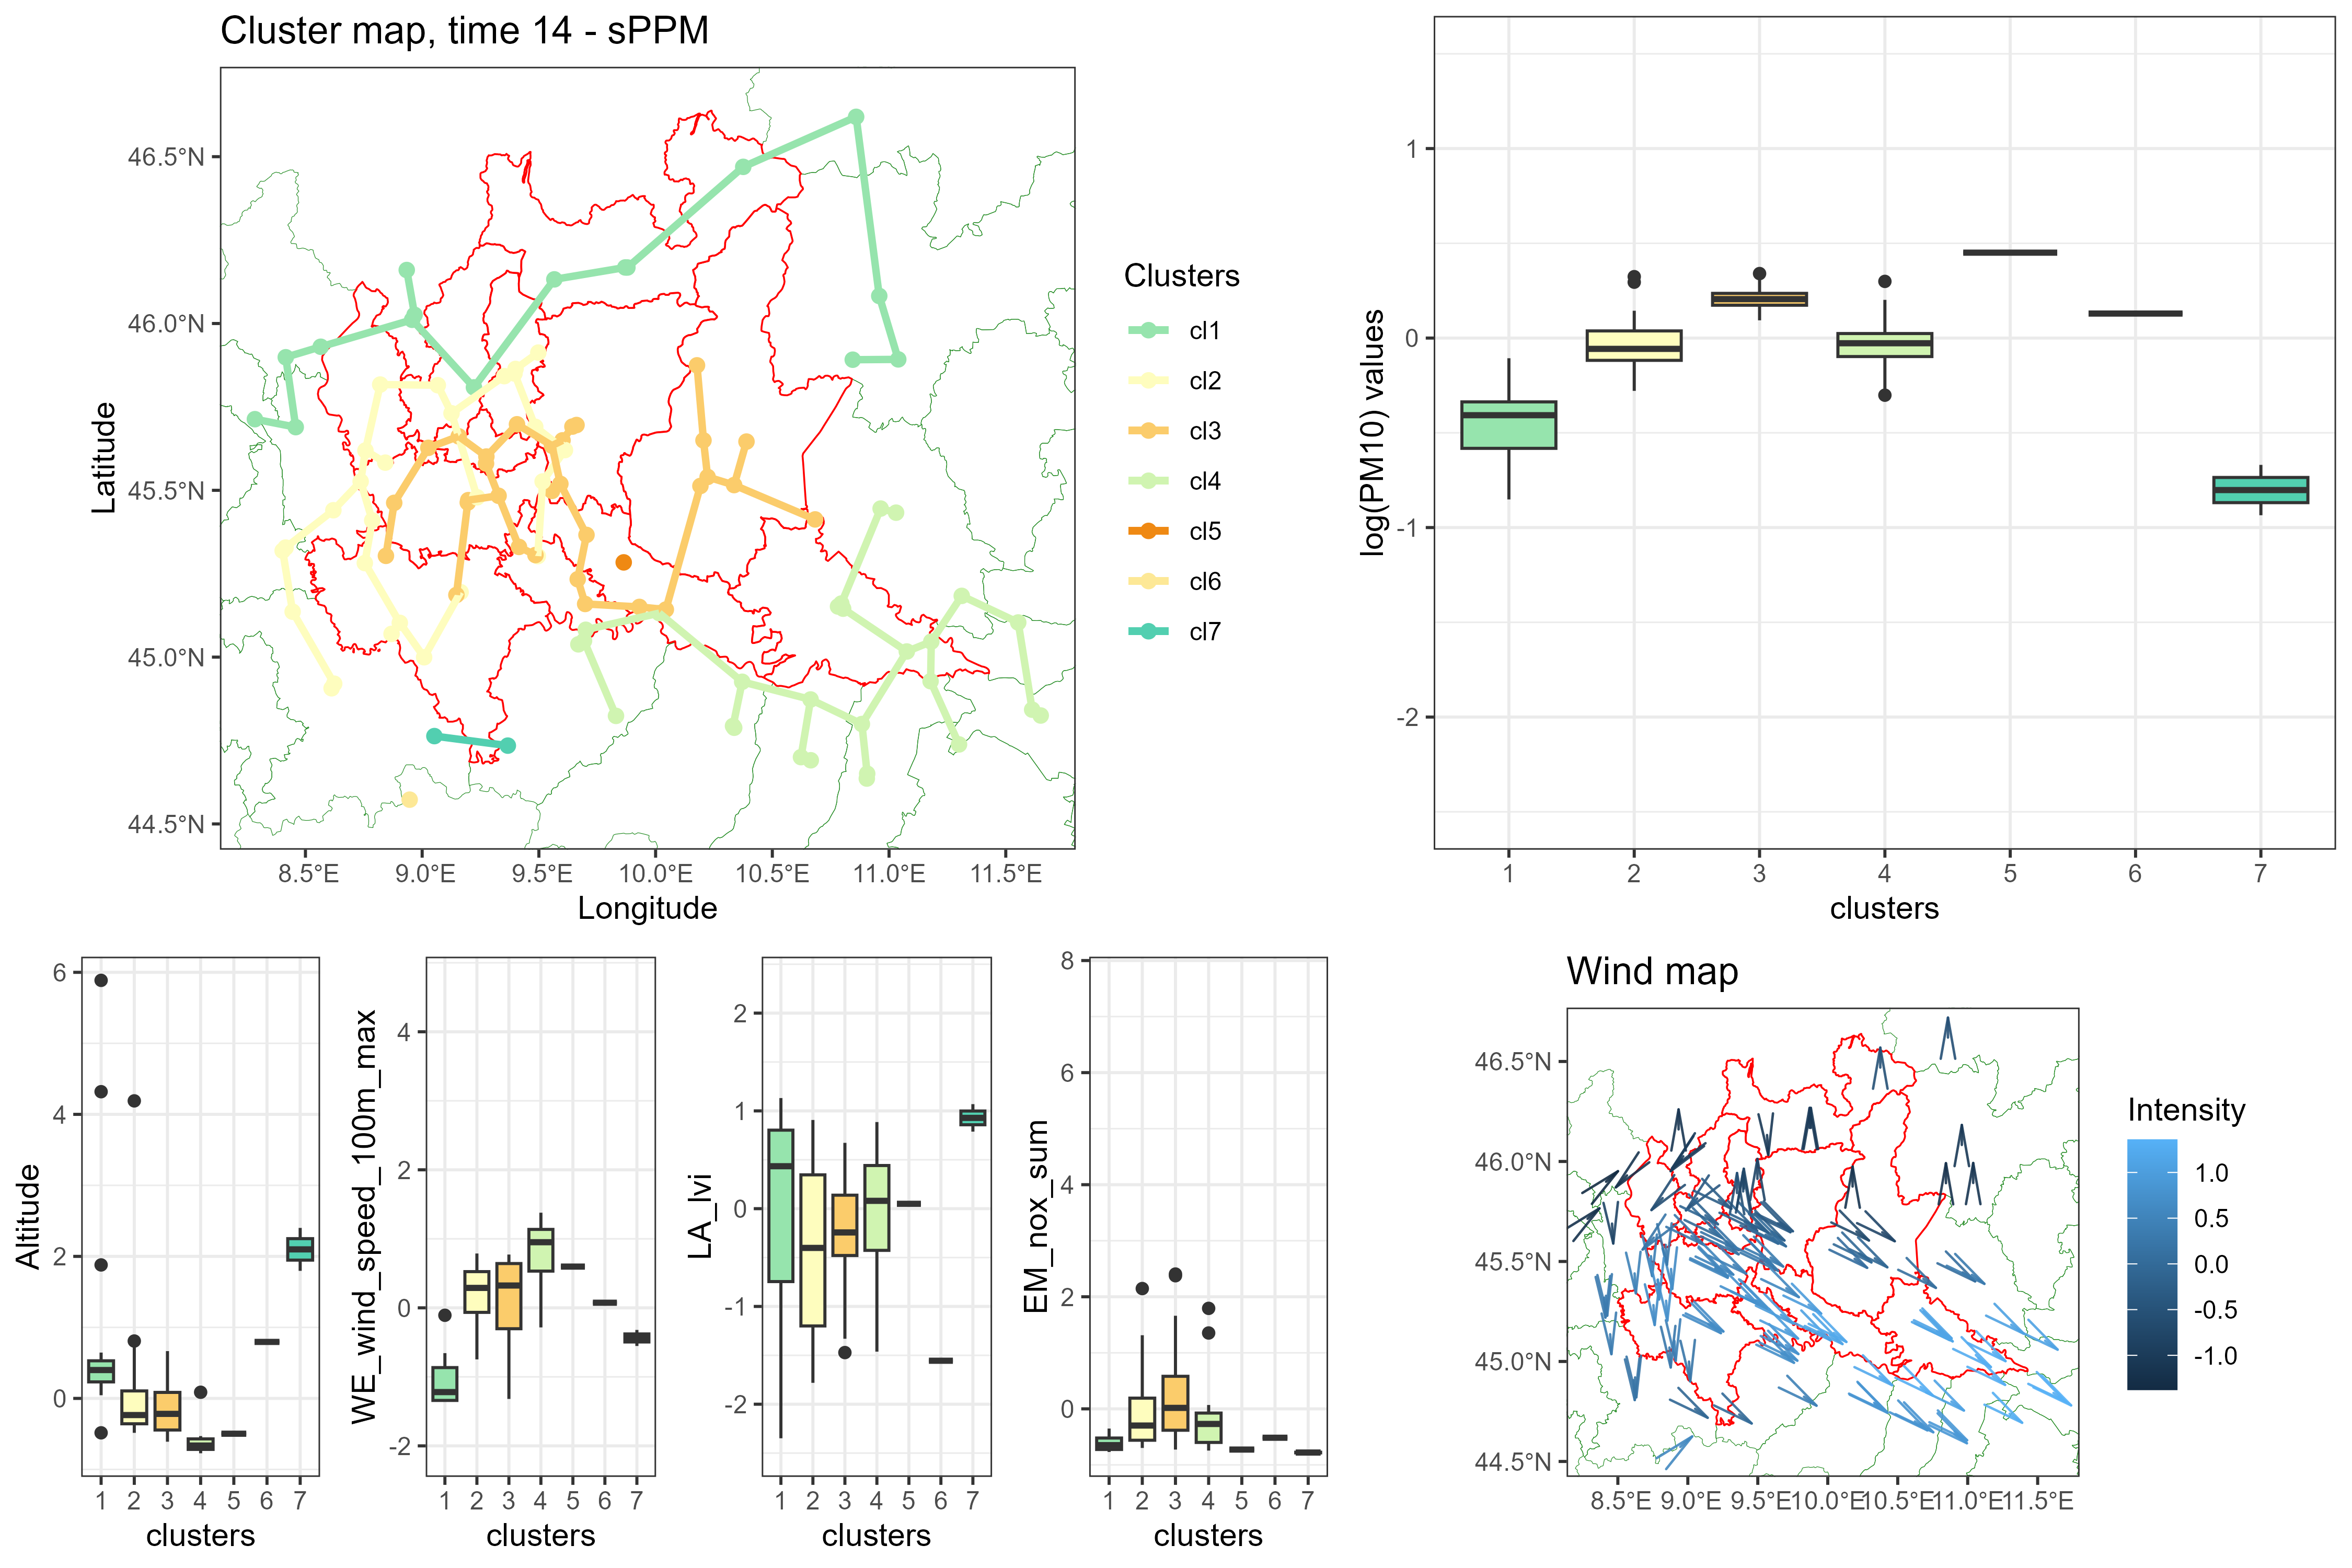 Cluster map, time 14 - sPPM
Latitude
46.5°N
46.0°N
45.5°N
45.0°N
44.5°N
8.5°E 9.0°E 9.5°E 10.0°E 10.5°E 11.0°E 11.5°E
Longitude
Clusters
cl1
cl2
cl3
cl4
cl5
cl6
cl7
log(PM10) values
1
0
-1
-2
1 2 3 4 5 6 7
clusters
Altitude
6
4
2
0
1 2 3 4 5 6 7
clusters
WE_wind_speed_100m_max
4
2
0
-2
1 2 3 4 5 6 7
clusters
LA_lvi
2
1
0
-1
-2
1 2 3 4 5 6 7
clusters
EM_nox_sum
8
6
4
2
0
1 2 3 4 5 6 7
clusters
Wind map
46.5°N
46.0°N
45.5°N
45.0°N
44.5°N
8.5°E 9.0°E 9.5°E 10.0°E 10.5°E 11.0°E 11.5°E
Intensity
1.0
0.5
0.0
-0.5
-1.0